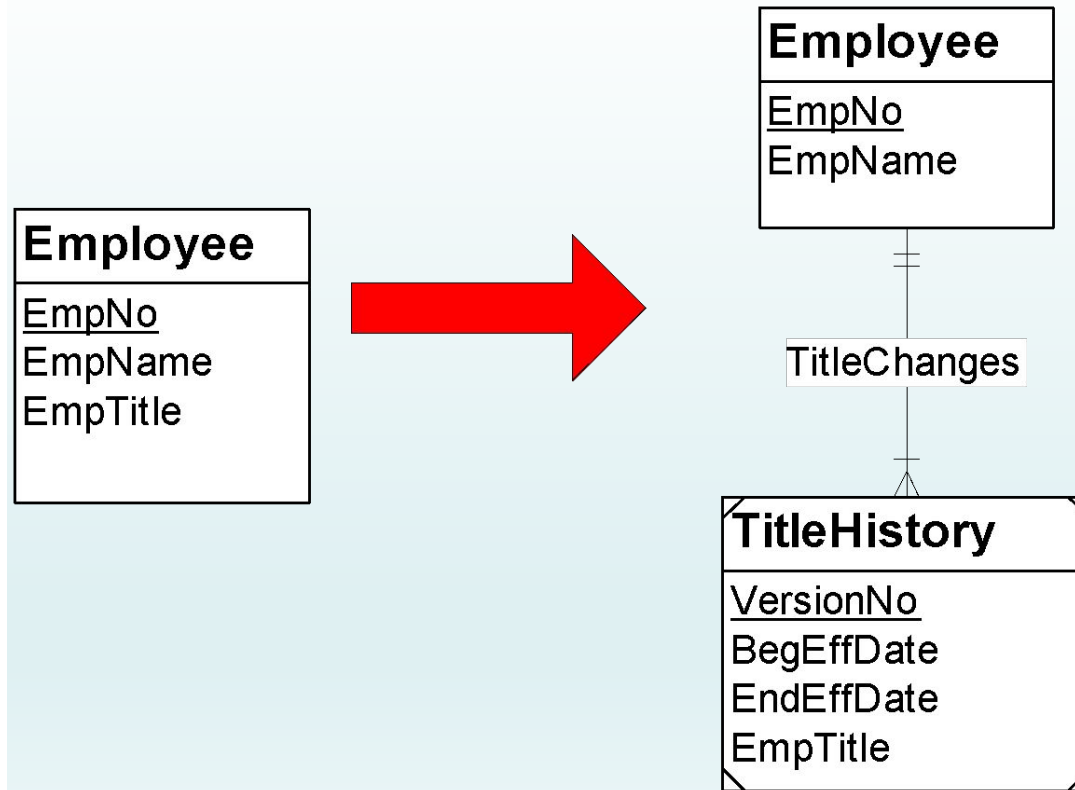 Employee
EmpNo
EmpName
EmpTitle
Employee
EmpNo
EmpName
TitleChanges
TitleHistory
VersionNo
BegEffDate
EndEffDate
EmpTitle